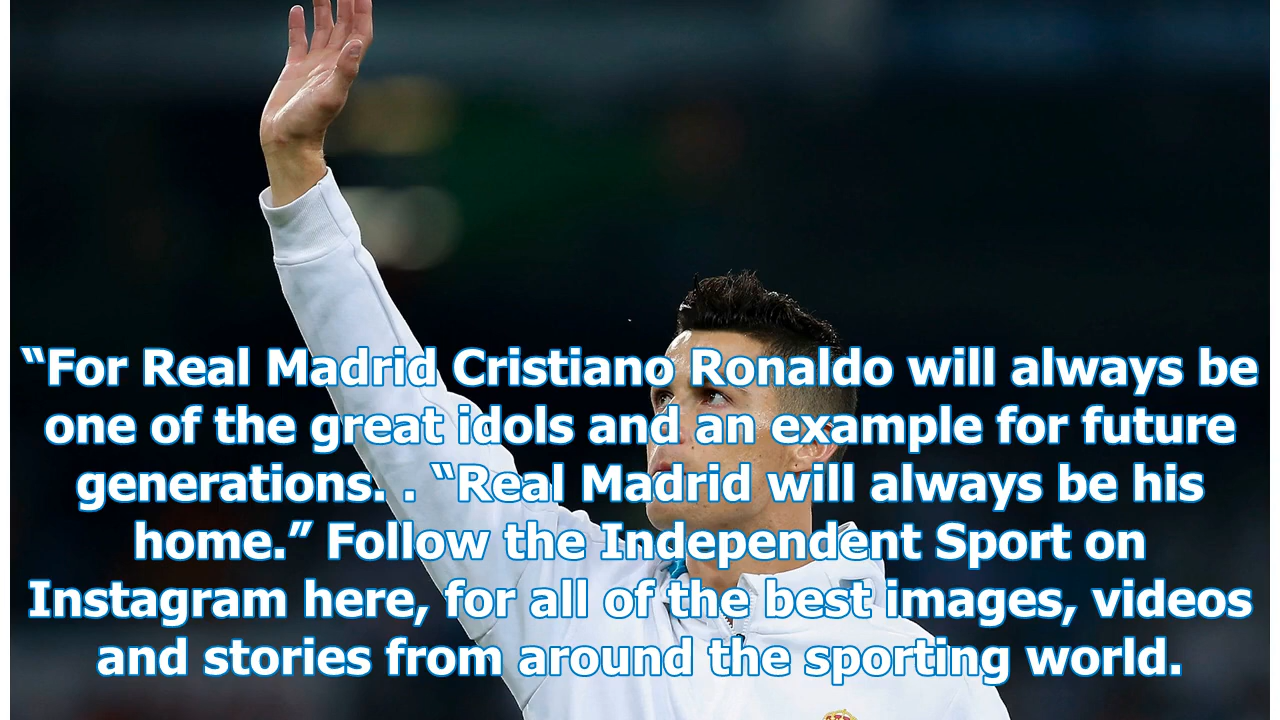 “For Real Madrid Cristiano Ronaldo will always be
one of the great idols and an example for future
generations. . “Real Madrid will always be his
home.” Follow the Independent Sport on
Instagram here, for all of the best images, videos
and stories from around the sporting world.